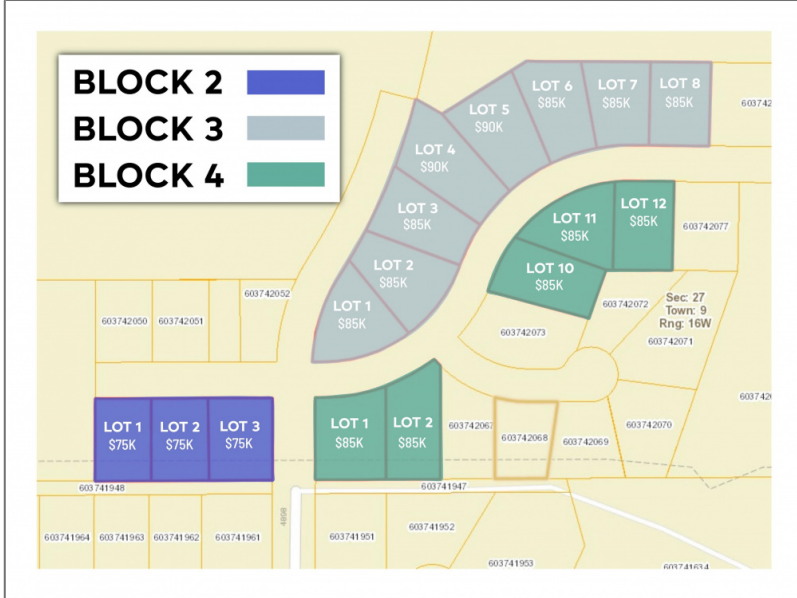 BLOCK 2
BLOCK 3
BLOCK 4
LOT 6
$85K
LOT 7
$85K
LOT 8
$85K
LOT 5
$90K
LOT 4
$90K
LOT 3
$85K
LOT 2
$85K
LOT 1
$85K
LOT 12
$85K
LOT 11
$85K
LOT 10
$85K
603742077
603742052
603742050
603742051
603742072
Sec: 27
Town: 9
Rng: 16W
603742071
603742073
LOT 1
$75K
LOT 2
$75K
LOT 3
$75K
LOT 1
$85K
LOT 2
$85K
603742068
603742069
603742070
603741948
603741947
4898
603741964
603741963
603741962
603741961
603741951
603741952
603741953
603741634